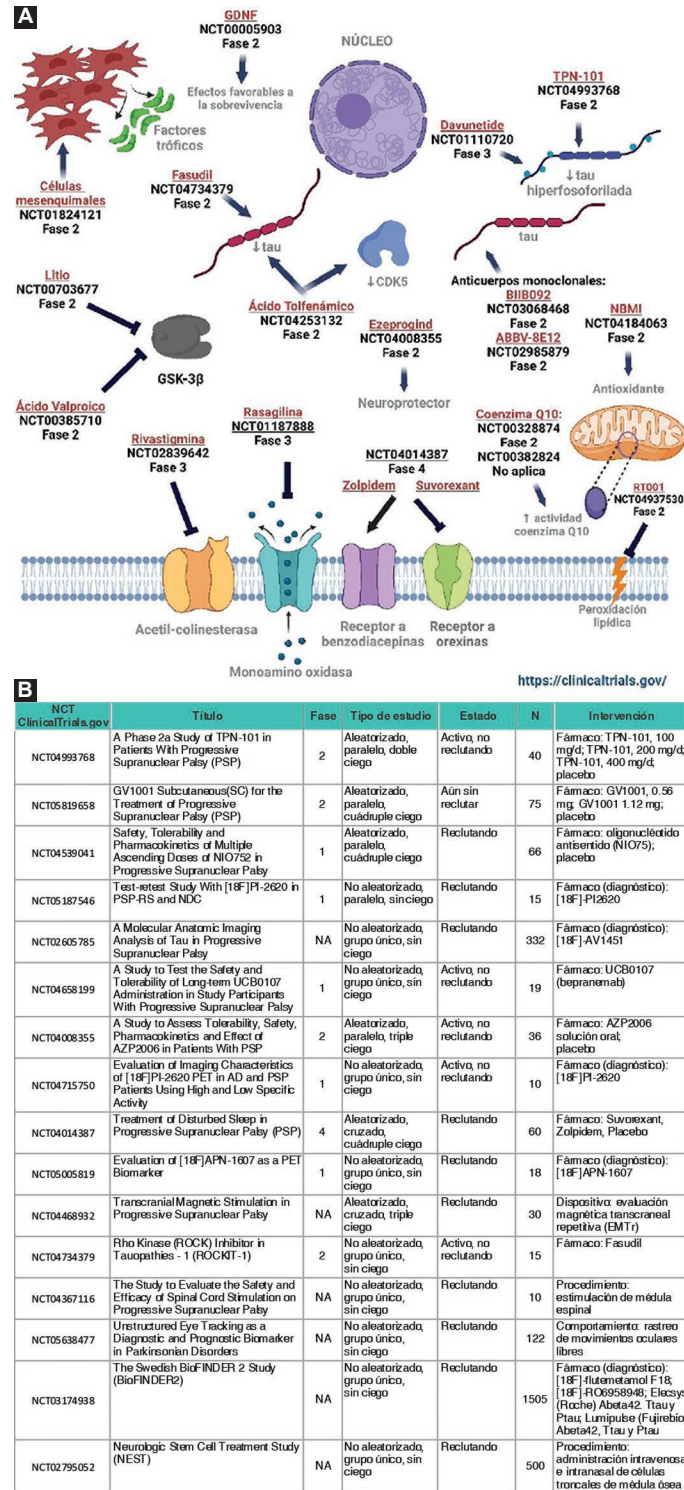 A
GDNF
NCT00005903
Fase 2
Efectos favorables a
la sobrevivencia
NÚCLEO
TPN-101
NCT04993768
Fase 2
Factores
tróficos
Davunetide
NCT01110720
Fase 3
↓tau
hiperfosoforilada
Células
mesenquimales
NCT01824121
Fase 2
Fasudil
NCT04734379
Fase 2
↓tau
↓CDK5
tau
Litio
NCT00703677
Fase 2
Ácido Tolfenámico
NCT04253132
Fase 2
Anticuerpos monoclonales:
BIIB092
NCT03068468
Fase 2
ABBV-8E12
NCT02985879
Fase 2
NBMI
NCT04184063
Fase 2
Ezeprogind
NCT04008355
Fase 2
GSK-3β
Antioxidante
Neuroprotector
Ácido Valproico
NCT00385710
Fase 2
Rasagilina
NCT01187888
Fase 3
Coenzima Q10:
NCT00328874
Fase 2
NCT00382824
No aplica
Rivastigmina
NCT02839642
Fase 3
NCT04014387
Fase 4
Zolpidem
Suvorexant
RT001
NCT04937530
Fase 2
↑ actividad
coenzima Q10
Acetil-colinesterasa
Receptor a
benzodiacepinas
Receptor a
orexinas
Peroxidación
lipídica
Monoamino oxidasa
https://clinicaltrials.gov/
B
NCT
ClinicalTrials.gov
Título
Fase
Tipo de estudio
Estado
N
Intervención
NCT04993768
A Phase 2a Study of TPN-101 in
Patients With Progressive
Supranuclear Palsy (PSP)
2
Aleatorizado,
paralelo, doble
ciego
Activo, no
reclutando
40
Fármaco: TPN-101, 100
mg/d; TPN-101, 200 mg/d;
TPN-101, 400 mg/d;
placebo
NCT05819658
GV1001 Subcutaneous(SC) for the
Treatment of Progressive
Supranuclear Palsy (PSP)
2
Aleatorizado,
paralelo,
cuádruple ciego
Aún sin
reclutar
75
Fármaco: GV1001, 0.56
mg; GV1001 1.12 mg;
placebo
NCT04539041
Safety, Tolerability and
Pharmacokinetics of Multiple
Ascending Doses of NIO752 in
Progressive Supranuclear Palsy
1
Aleatorizado,
paralelo,
cuádruple ciego
Reclutando
66
Fármaco: oligonucléotido
antisentido (NIO75);
placebo
NCT05187546
Test-retest Study With [18F]PI-2620 in
PSP-RS and NDC
1
No aleatorizado,
paralelo, sin ciego
Reclutando
15
Fármaco (diagnóstico):
[18F]-PI2620
NCT02605785
A Molecular Anatomic Imaging
Analysis of Tau in Progressive
Supranuclear Palsy
NA
No aleatorizado,
grupo único, sin
ciego
Reclutando
332
Fármaco (diagnóstico):
[18F]-AV1451
NCT04658199
A Study to Test the Safety and
Tolerability of Long-term UCB0107
Administration in Study Participants
With Progressive Supranuclear Palsy
1
No aleatorizado,
grupo único, sin
ciego
Activo, no
reclutando
19
Fármaco: UCB0107
(bepranemab)
NCT04008355
A Study to Assess Tolerability, Safety,
Pharmacokinetics and Effect of
AZP2006 in Patients With PSP
2
Aleatorizado,
paralelo, triple
ciego
Activo, no
reclutando
36
Fármaco: AZP2006
solución oral;
placebo
NCT04715750
Evaluation of Imaging Characteristics
of [18F]PI-2620 PET in AD and PSP
Patients Using High and Low Specific
Activity
1
No aleatorizado,
grupo único, sin
ciego
Activo, no
reclutando
10
Fármaco (diagnóstico):
[18F]PI-2620
NCT04014387
Treatment of Disturbed Sleep in
Progressive Supranuclear Palsy (PSP)
4
Aleatorizado,
cruzado,
cuádruple ciego
Reclutando
60
Fármaco: Suvorexant,
Zolpidem, Placebo
NCT05005819
Evaluation of [18F]APN-1607 as a PET
Biomarker
1
No aleatorizado,
grupo único, sin
ciego
Reclutando
18
Fármaco (diagnóstico):
[18F]APN-1607
NCT04468932
Transcranial Magnetic Stimulation in
Progressive Supranuclear Palsy
NA
Aleatorizado,
cruzado, triple
ciego
Reclutando
30
Dispositivo: evaluación
magnética transcraneal
repetitiva (EMTr)
NCT04734379
Rho Kinase (ROCK) Inhibitor in
Tauopathies - 1 (ROCKIT-1)
2
No aleatorizado,
grupo único,
sin ciego
Activo, no
reclutando
15
Fármaco: Fasudil
NCT04367116
The Study to Evaluate the Safety and
Efficacy of Spinal Cord Stimulation on
Progressive Supranuclear Palsy
NA
No aleatorizado,
grupo único,
sin ciego
Reclutando
10
Procedimiento:
estimulación de médula
espinal
NCT05638477
Unstructured Eye Tracking as a
Diagnostic and Prognostic Biomarker
in Parkinsonian Disorders
NA
No aleatorizado,
grupo único,
sin ciego
Reclutando
122
Comportamiento: rastreo
de movimientos oculares
libres
NCT03174938
The Swedish BioFINDER 2 Study
(BioFINDER2)
NA
No aleatorizado,
grupo único,
sin ciego
Reclutando
1505
Fármaco (diagnóstico):
[18F]-flutemetamol F18;
[18F]-RO6958948; Elecsys
(Roche) Abeta42. Ttau y
Ptau; Lumipulse (Fujirebio)
Abeta42, Ttau y Ptau
NCT02795052
Neurologic Stem Cell Treatment Study
(NEST)
NA
No aleatorizado,
grupo único, sin
ciego
Reclutando
500
Procedimiento:
administración intravenosa
e intranasal de células
troncales de médula ósea